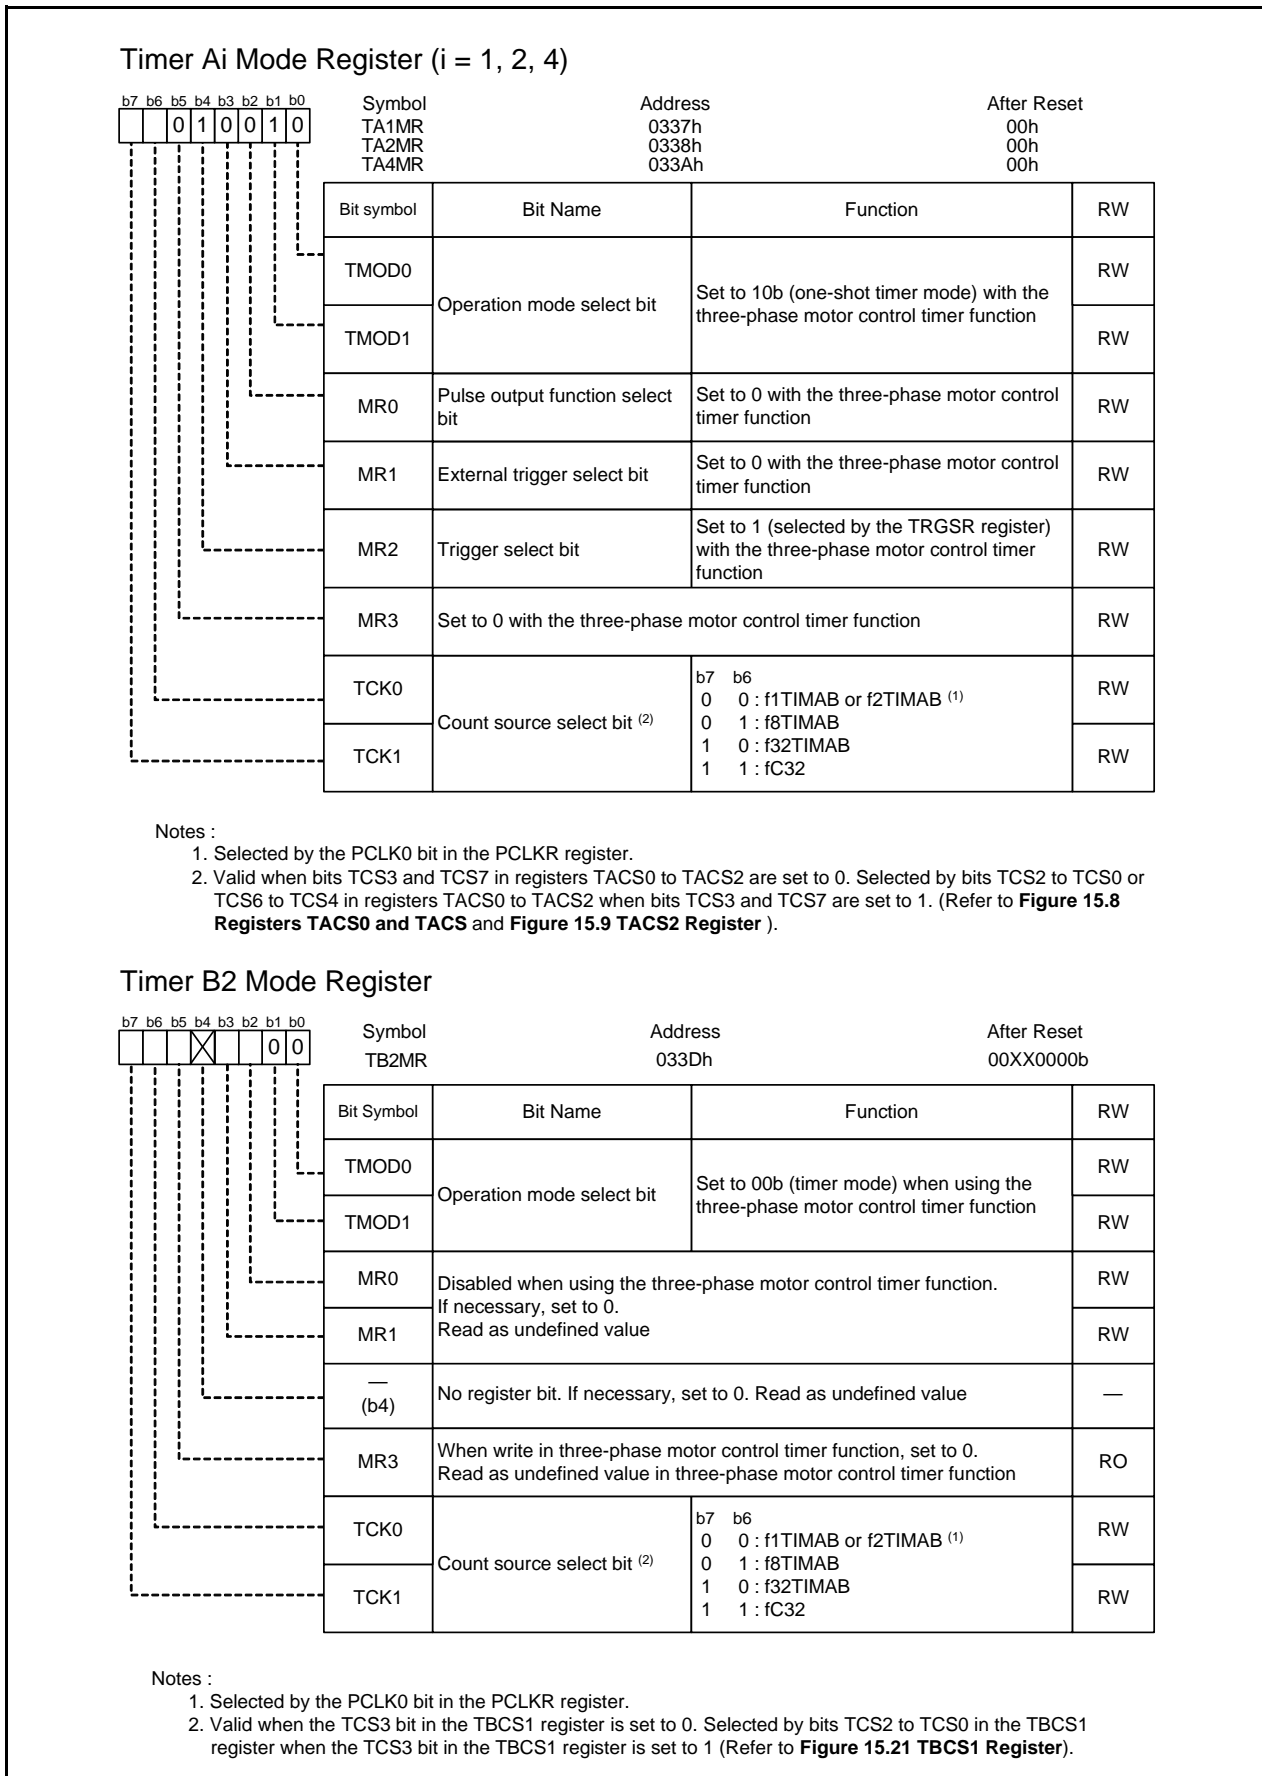 Timer Ai Mode Register (i = 1, 2, 4)
b7 b6 b5 b4 b3 b2 b1 b0
0 1 0 0 1 0
Symbol Address After Reset
TA1MR 0337h 00h
TA2MR 0338h 00h
TA4MR 033Ah 00h
Bit symbol Bit Name Function RW
TMOD0 RW
Operation mode select bit
Set to 10b (one-shot timer mode) with the
three-phase motor control timer function
TMOD1 RW
MR0 Pulse output function select
bit
Set to 0 with the three-phase motor control
timer function
RW
MR1 External trigger select bit
Set to 0 with the three-phase motor control
timer function
RW
MR2 Trigger select bit
Set to 1 (selected by the TRGSR register)
with the three-phase motor control timer
function
RW
MR3 Set to 0 with the three-phase motor control timer function RW
TCK0 RW
Count source select bit (2)
b7 b6
0 0 : f1TIMAB or f2TIMAB (1)
0 1 : f8TIMAB
1 0 : f32TIMAB
1 1 : fC32
TCK1 RW
Notes :
1. Selected by the PCLK0 bit in the PCLKR register.
2. Valid when bits TCS3 and TCS7 in registers TACS0 to TACS2 are set to 0. Selected by bits TCS2 to TCS0 or
TCS6 to TCS4 in registers TACS0 to TACS2 when bits TCS3 and TCS7 are set to 1. (Refer to Figure 15.8
Registers TACS0 and TACS and Figure 15.9 TACS2 Register ).
Timer B2 Mode Register
b7 b6 b5 b4 b3 b2 b1 b0
0 0
Symbol Address After Reset
TB2MR 033Dh 00XX0000b
Bit Symbol Bit Name Function RW
TMOD0 RW
Operation mode select bit
Set to 00b (timer mode) when using the
three-phase motor control timer function
TMOD1 RW
MR0 RW
Disabled when using the three-phase motor control timer function.
If necessary, set to 0.
Read as undefined value
MR1 RW
—
(b4)
No register bit. If necessary, set to 0. Read as undefined value —
MR3
When write in three-phase motor control timer function, set to 0.
Read as undefined value in three-phase motor control timer function
RO
TCK0 RW
Count source select bit (2)
b7 b6
0 0 : f1TIMAB or f2TIMAB (1)
0 1 : f8TIMAB
1 0 : f32TIMAB
1 1 : fC32
TCK1 RW
Notes :
1. Selected by the PCLK0 bit in the PCLKR register.
2. Valid when the TCS3 bit in the TBCS1 register is set to 0. Selected by bits TCS2 to TCS0 in the TBCS1
register when the TCS3 bit in the TBCS1 register is set to 1 (Refer to Figure 15.21 TBCS1 Register).